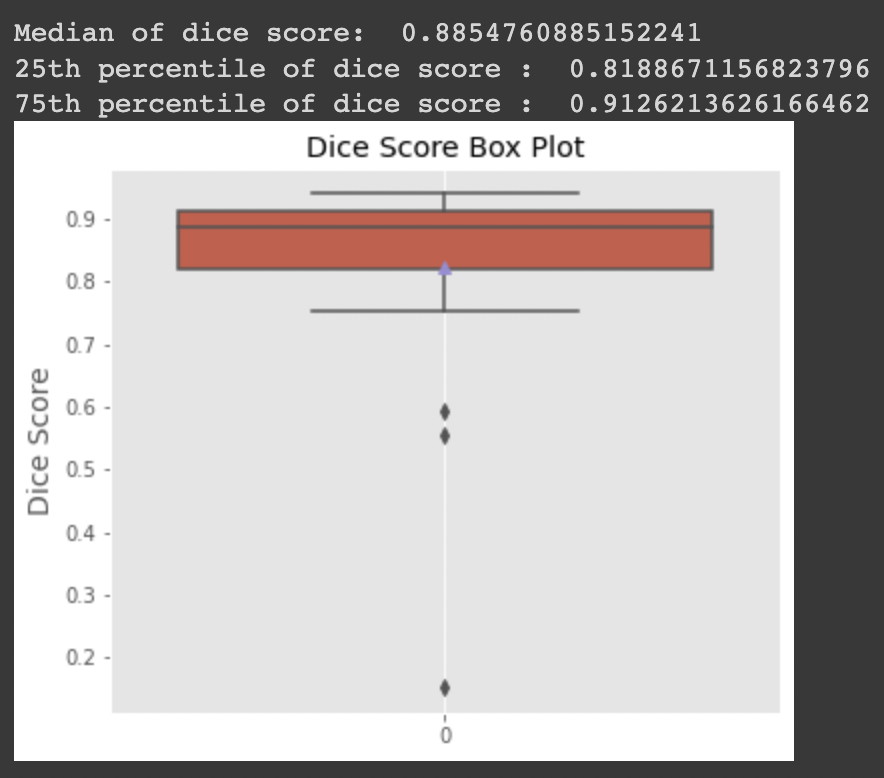 Median of dice score:  0.8854760885152241
25th percentile of dice score :  0.8188671156823796
75th percentile of dice score :  0.9126213626166462
Dice Score Box Plot
Dice Score
0.9
0.8
0.7
0.6
0.5
0.4
0.3
0.2
0